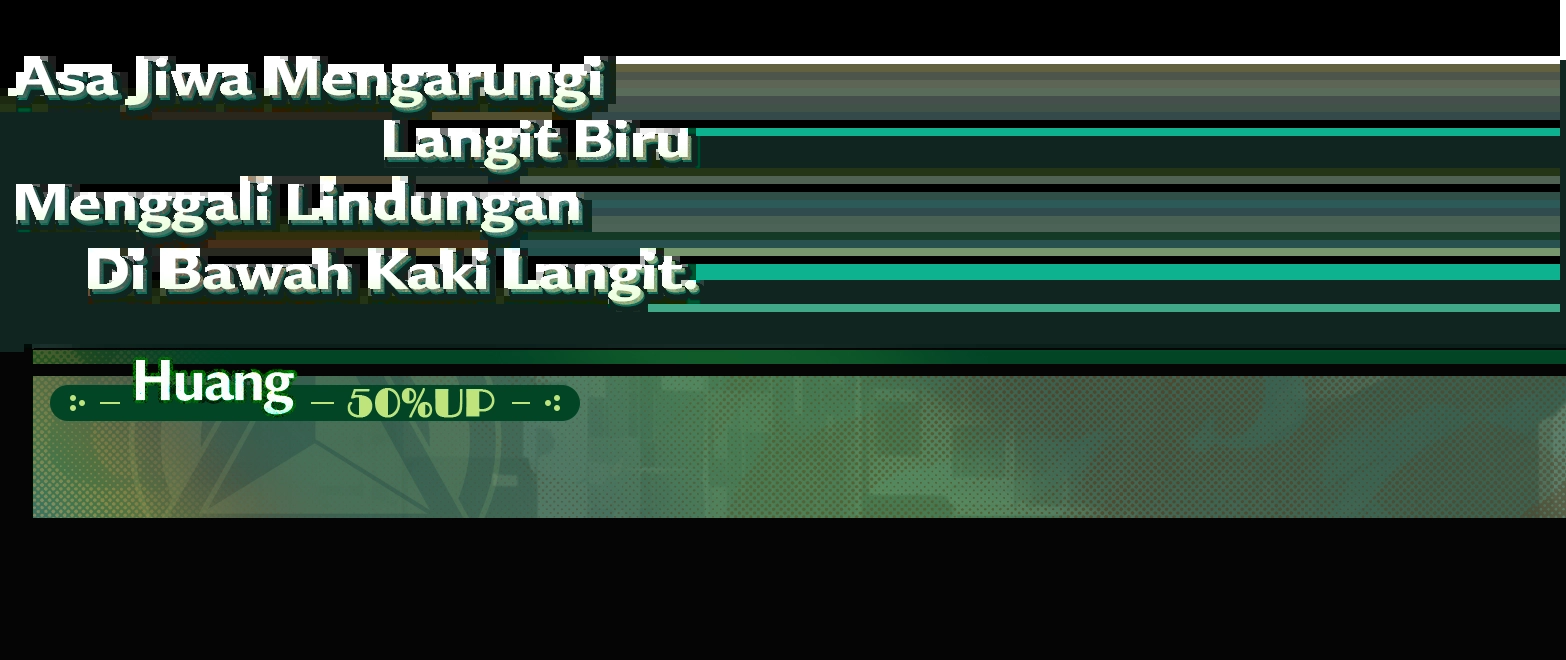 Asa Jiwa Mengarungi
Langit Biru
Menggali Lindungan
Di Bawah Kaki Langit.
Huang
50%UP